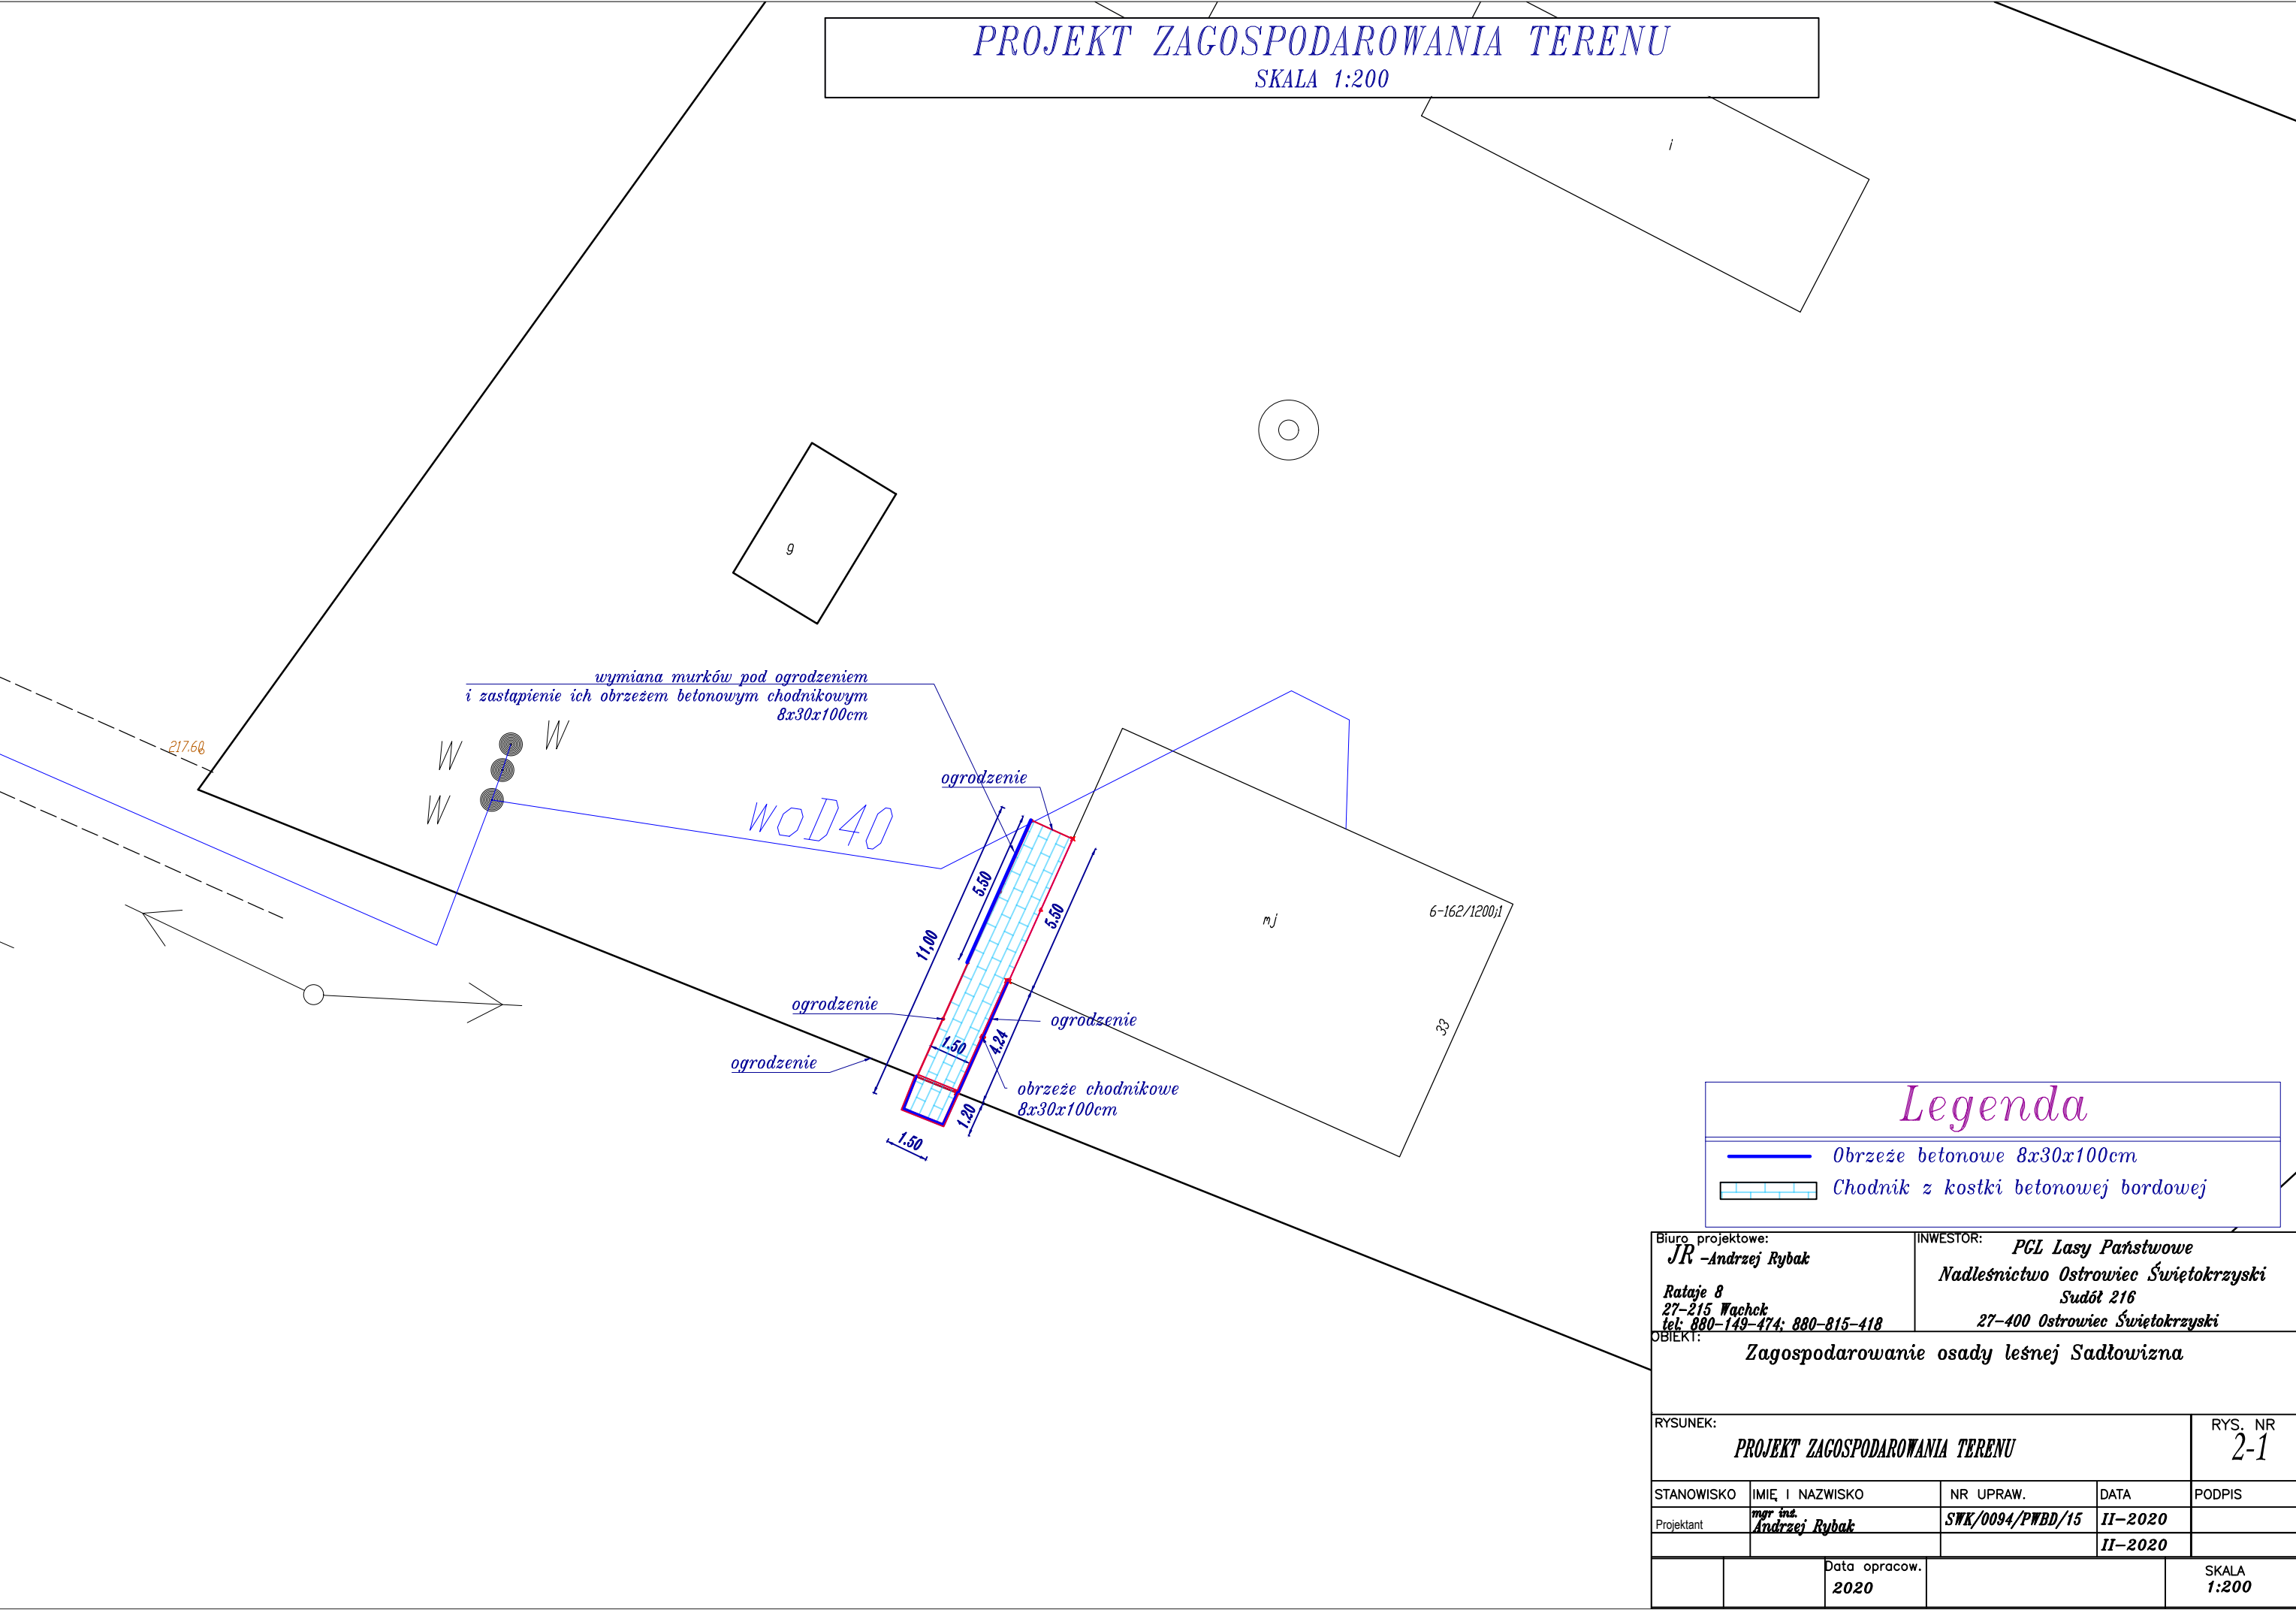 PROJEKT ZAGOSPODAROWANIA TERENU
SKALA 1:200
i
g
wymiana murków pod ogrodzeniem
i zastąpienie ich obrzeżem betonowym chodnikowym
8x30x100cm
217.60
W
W
W
ogrodzenie
woD40
5.50
11,00
5.50
mj
6-162/1200;1
33
ogrodzenie
ogrodzenie
4.24
1.50
ogrodzenie
obrzeże chodnikowe
8x30x100cm
1.20
1.50
Legenda
Obrzeże betonowe 8x30x100cm
Chodnik z kostki betonowej bordowej
Biuro projektowe:
JR -Andrzej Rybak
Rataje 8
27-215 Wąchck
tel: 880-149-474; 880-815-418
INWESTOR:
PGL Lasy Państwowe
Nadleśnictwo Ostrowiec Świętokrzyski
Sudół 216
27-400 Ostrowiec Świętokrzyski
OBIEKT:
Zagospodarowanie osady leśnej Sadłowizna
RYSUNEK:
PROJEKT ZAGOSPODAROWANIA TERENU
RYS. NR
2-1
STANOWISKO IMIĘ I NAZWISKO NR UPRAW. DATA PODPIS
Projektant mgr inż. Andrzej Rybak SWK/0094/PWBD/15 II-2020
II-2020
Data opracow.
2020
SKALA
1:200